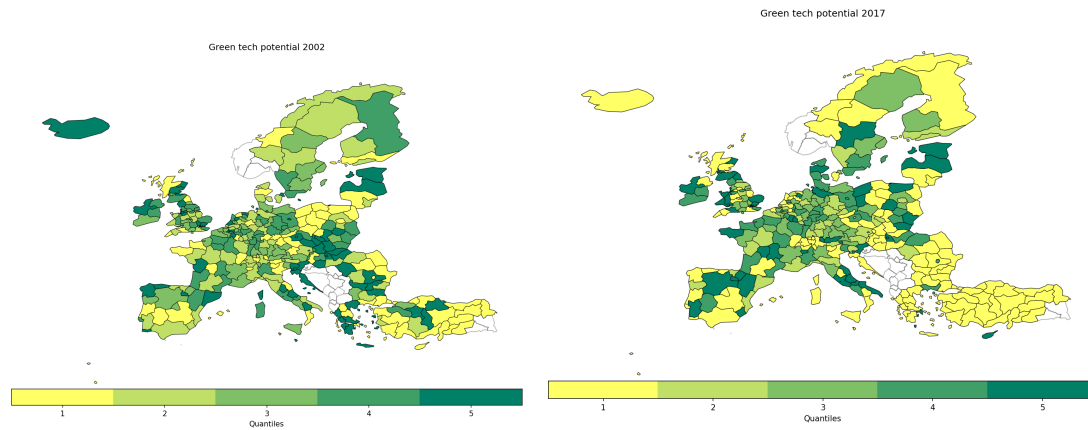 Green tech potential 2002
1 2 3 4 5
Quantiles
Green tech potential 2017
1 2 3 4 5
Quantiles